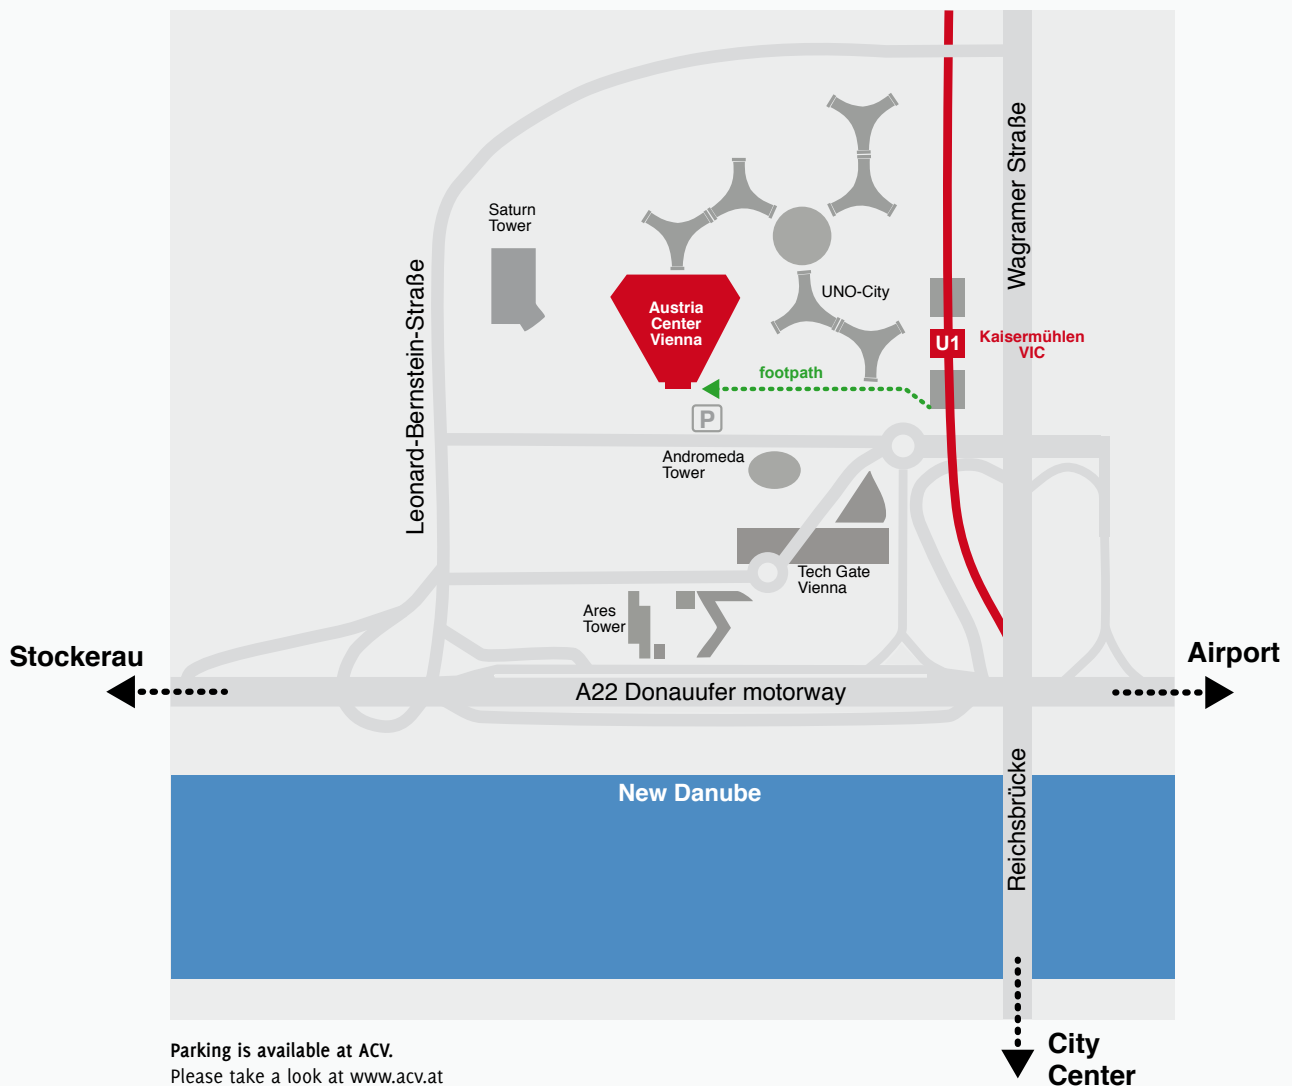 Wagramer Straße
Saturn
Tower
Leonard-Bernstein-Straße
UNO-City
Austria
Center
Vienna
U1
Kaisermühlen
VIC
footpath
P
Andromeda
Tower
Tech Gate
Vienna
Ares
Tower
Stockerau
Airport
A22 Donauufer motorway
New Danube
Reichsbrücke
City
Center
Parking is available at ACV.
Please take a look at www.acv.at